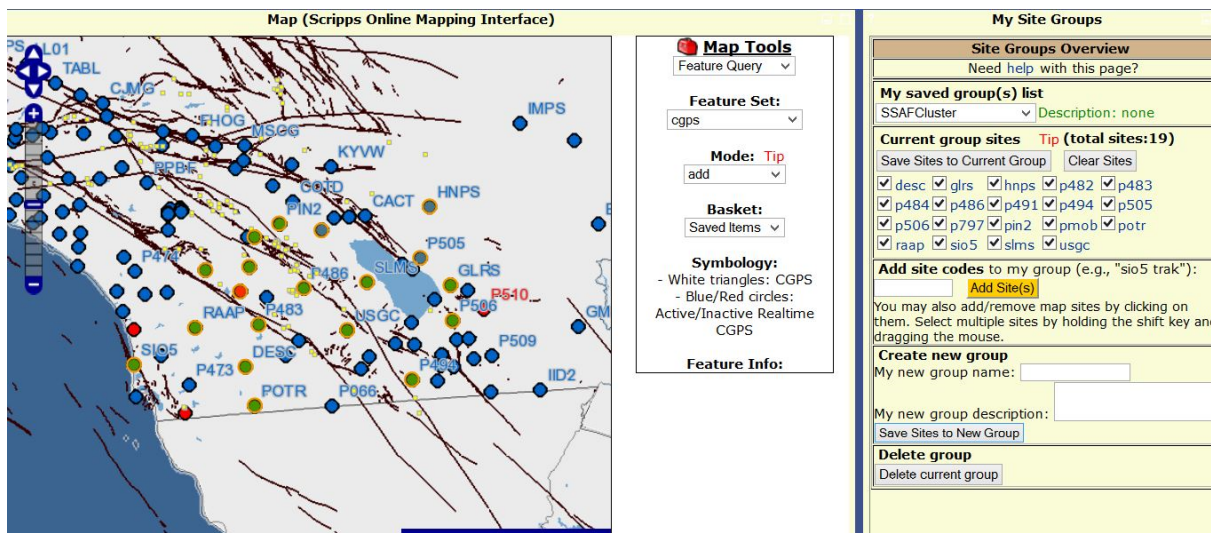 Map (Scripps Online Mapping Interface)
L01
TABL
CJMG
FHOG
MSCG
IMPS
KYVW
PPBF
COTD
CACT
HNPS
PIN2
P505
P474
P486
SLMS
GLRS
P510
RAAP
P483
USGC
P506
GM
SIO5
DESC
P509
P473
P494
IID2
POTR
P066
Map Tools
Feature Query
Feature Set:
cgps
Mode: Tip
add
Basket:
Saved Items
Symbology:
- White triangles: CGPS
- Blue/Red circles:
Active/Inactive Realtime
CGPS
Feature Info:
My Site Groups
Site Groups Overview
Need help with this page?
My saved group(s) list
SSAFCluster Description: none
Current group sites Tip (total sites:19)
Save Sites to Current Group Clear Sites
desc glrs hnps p482 p483
p484 p486 p491 p494 p505
p506 p797 pin2 pmob potr
raap sio5 slms usgc
Add site codes to my group (e.g., "sio5 trak"):
Add Site(s)
You may also add/remove map sites by clicking on
them. Select multiple sites by holding the shift key and
dragging the mouse.
Create new group
My new group name:
My new group description:
Save Sites to New Group
Delete group
Delete current group